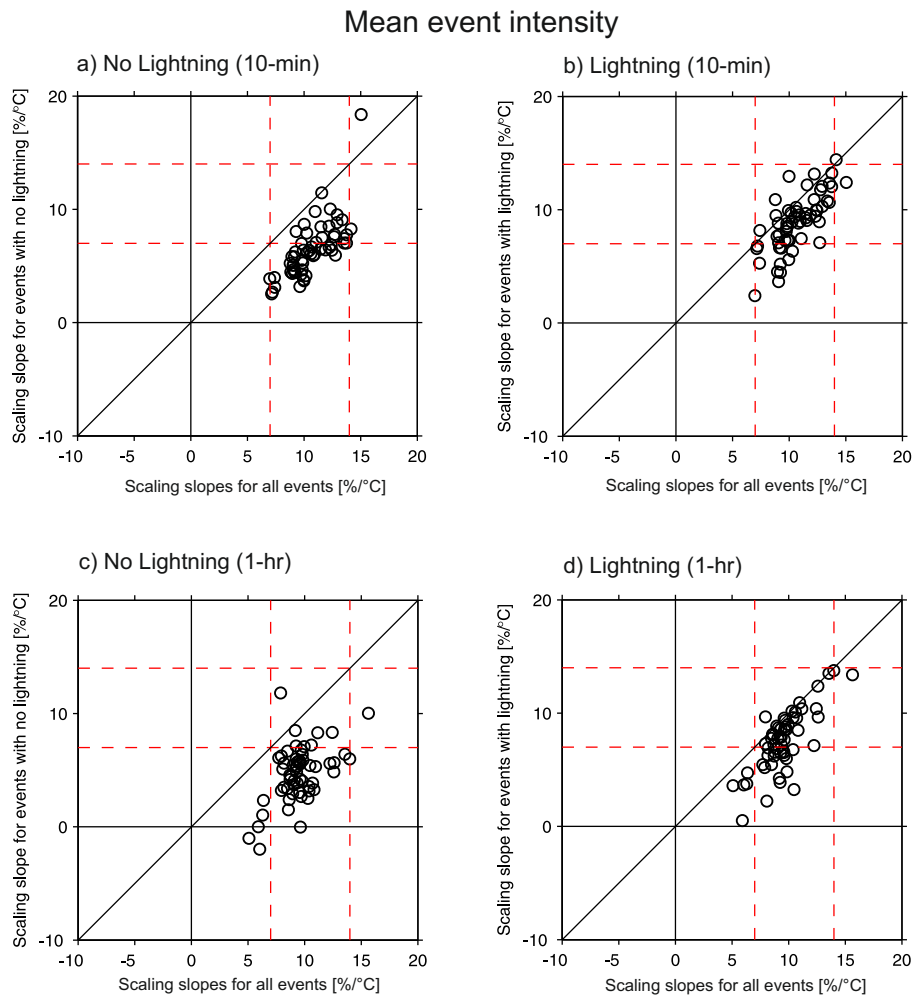 Mean event intensity
a) No Lightning (10-min)
Scaling slope for events with no lightning [%/°C]
20
10
0
-10
-10 -5 0 5 10 15 20
Scaling slopes for all events [%/°C]
b) Lightning (10-min)
Scaling slope for events with lightning [%/°C]
20
10
0
-10
-10 -5 0 5 10 15 20
Scaling slopes for all events [%/°C]
c) No Lightning (1-hr)
Scaling slope for events with no lightning [%/°C]
20
10
0
-10
-10 -5 0 5 10 15 20
Scaling slopes for all events [%/°C]
d) Lightning (1-hr)
Scaling slope for events with lightning [%/°C]
20
10
0
-10
-10 -5 0 5 10 15 20
Scaling slopes for all events [%/°C]